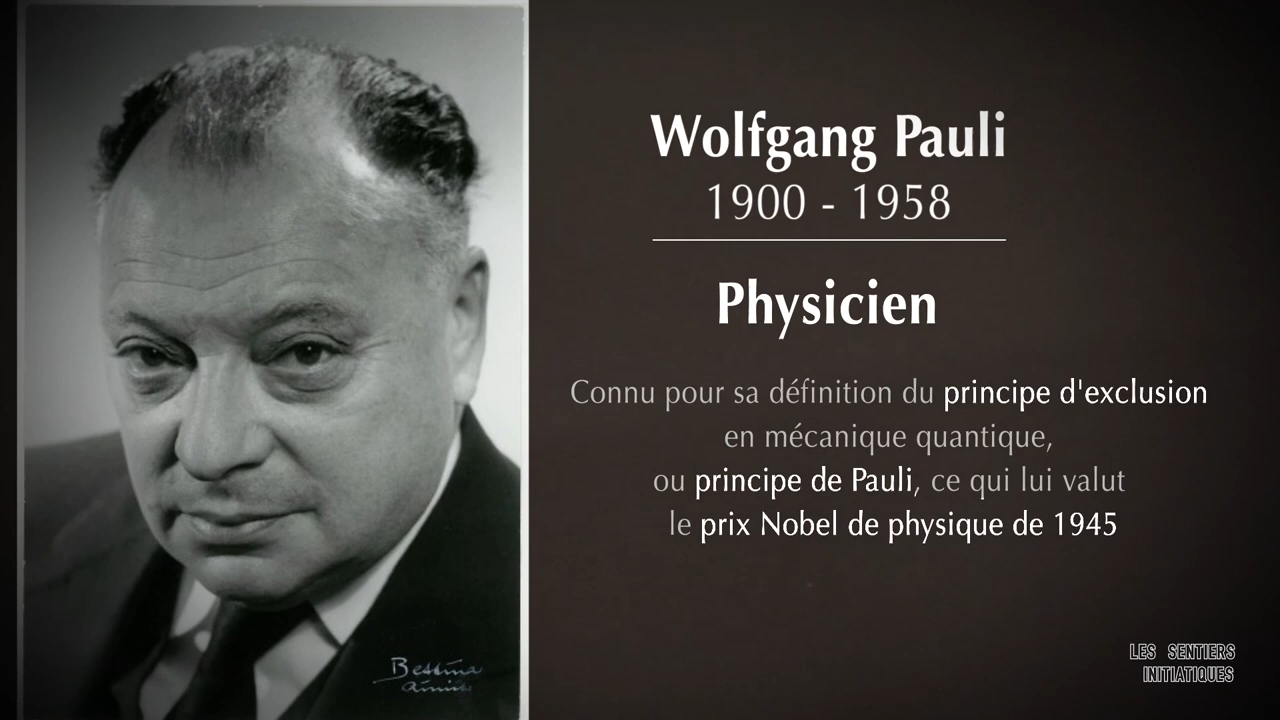 Wolfgang Pauli
1900 - 1958
Physicien
Connu pour sa définition du principe d'exclusion
en mécanique quantique,
ou principe de Pauli, ce qui lui valut
le prix Nobel de physique de 1945
Bettina
LES SENTIERS
INITIATIQUES